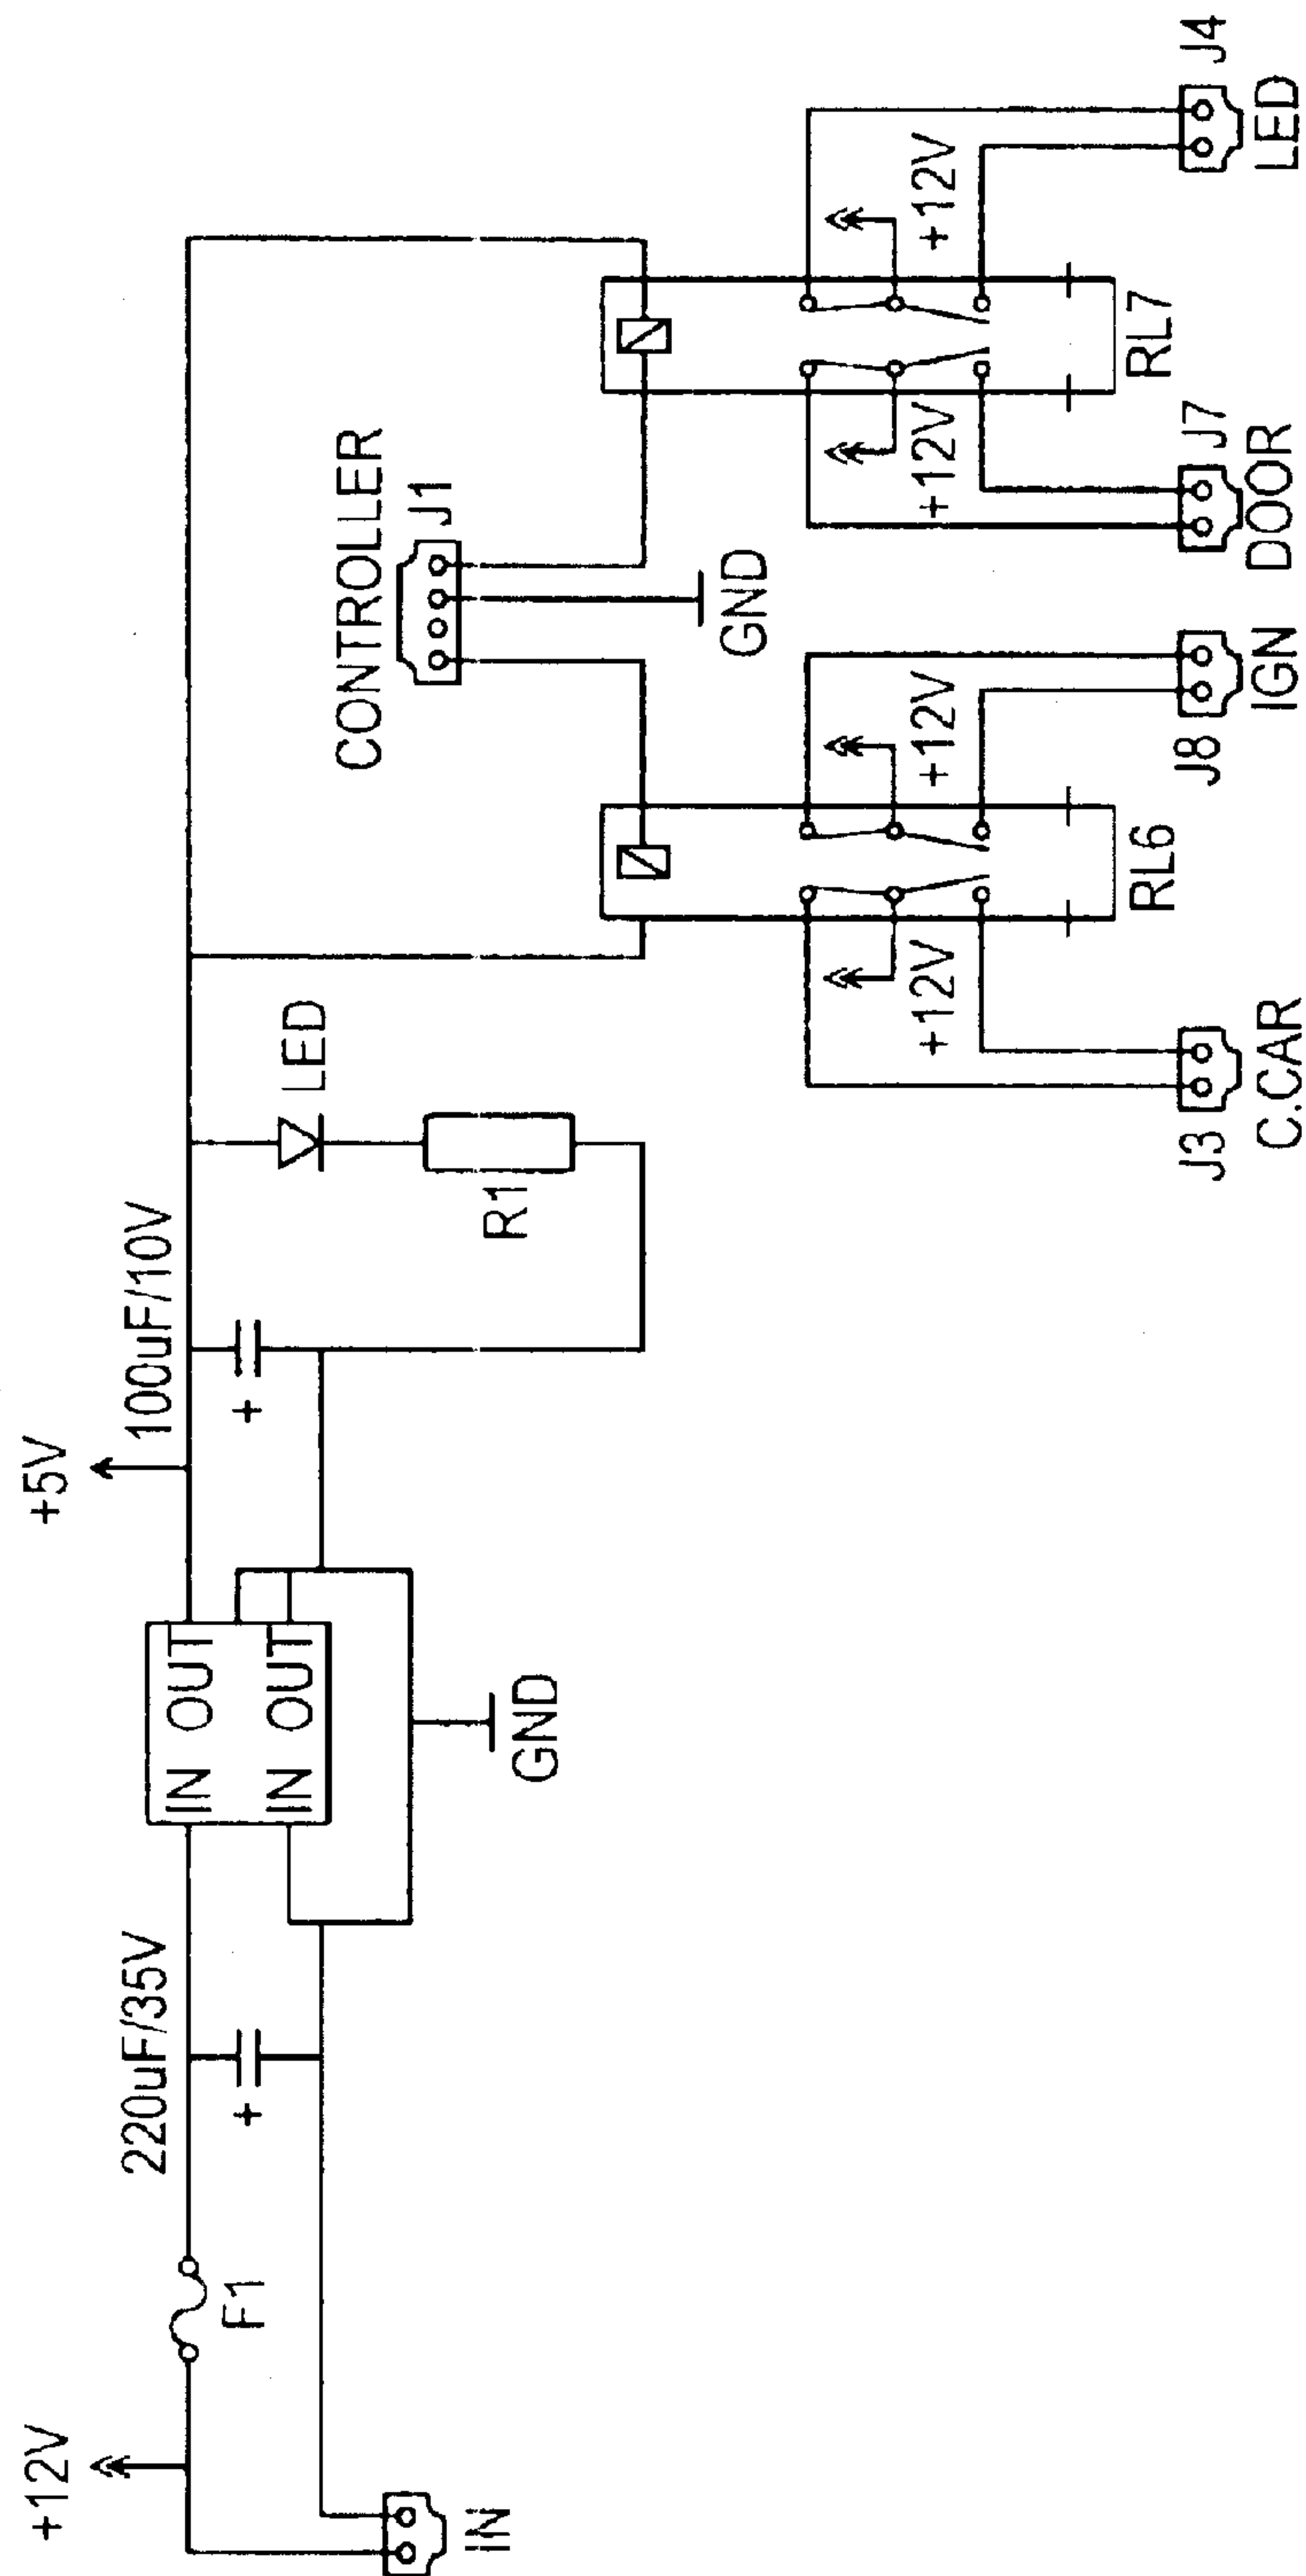 +12V
F1
IN
220uF/35V
+
IN OUT
IN OUT
GND
+5V
100uF/10V
+
LED
R1
CONTROLLER
J1
GND
+12V
+12V
RL6
+12V
+12V
RL7
J3
C.CAR
J8
IGN
J7
DOOR
J4
LED